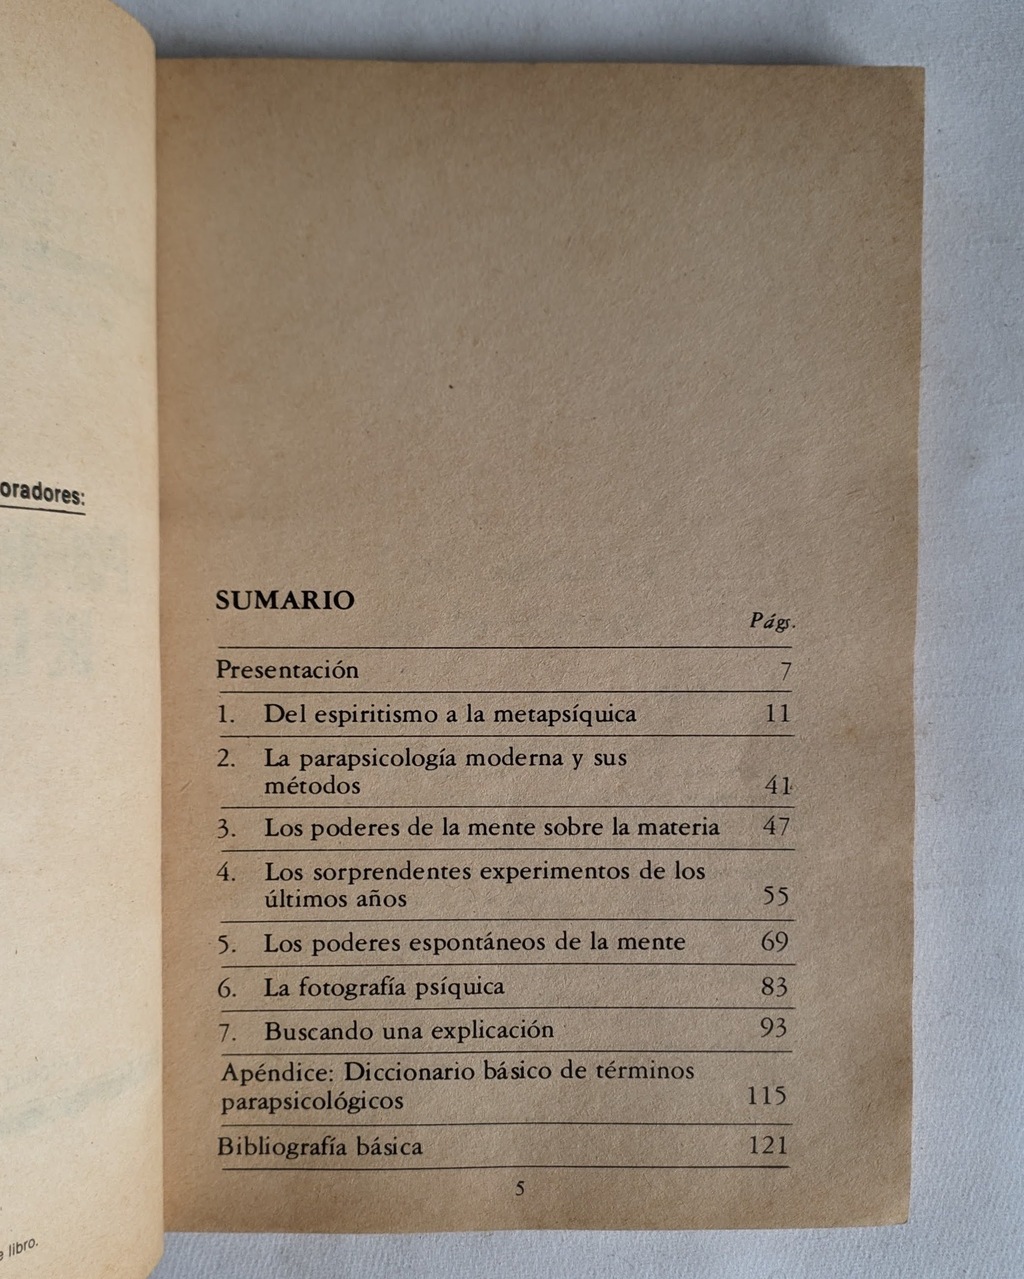 oradores:
e libro.
SUMARIO
Págs.
Presentación 7
1. Del espiritismo a la metapsíquica 11
2. La parapsicología moderna y sus
métodos 41
3. Los poderes de la mente sobre la materia 47
4. Los sorprendentes experimentos de los
últimos años 55
5. Los poderes espontáneos de la mente 69
6. La fotografía psíquica 83
7. Buscando una explicación 93
Apéndice: Diccionario básico de términos
parapsicológicos 115
Bibliografía básica 121
5